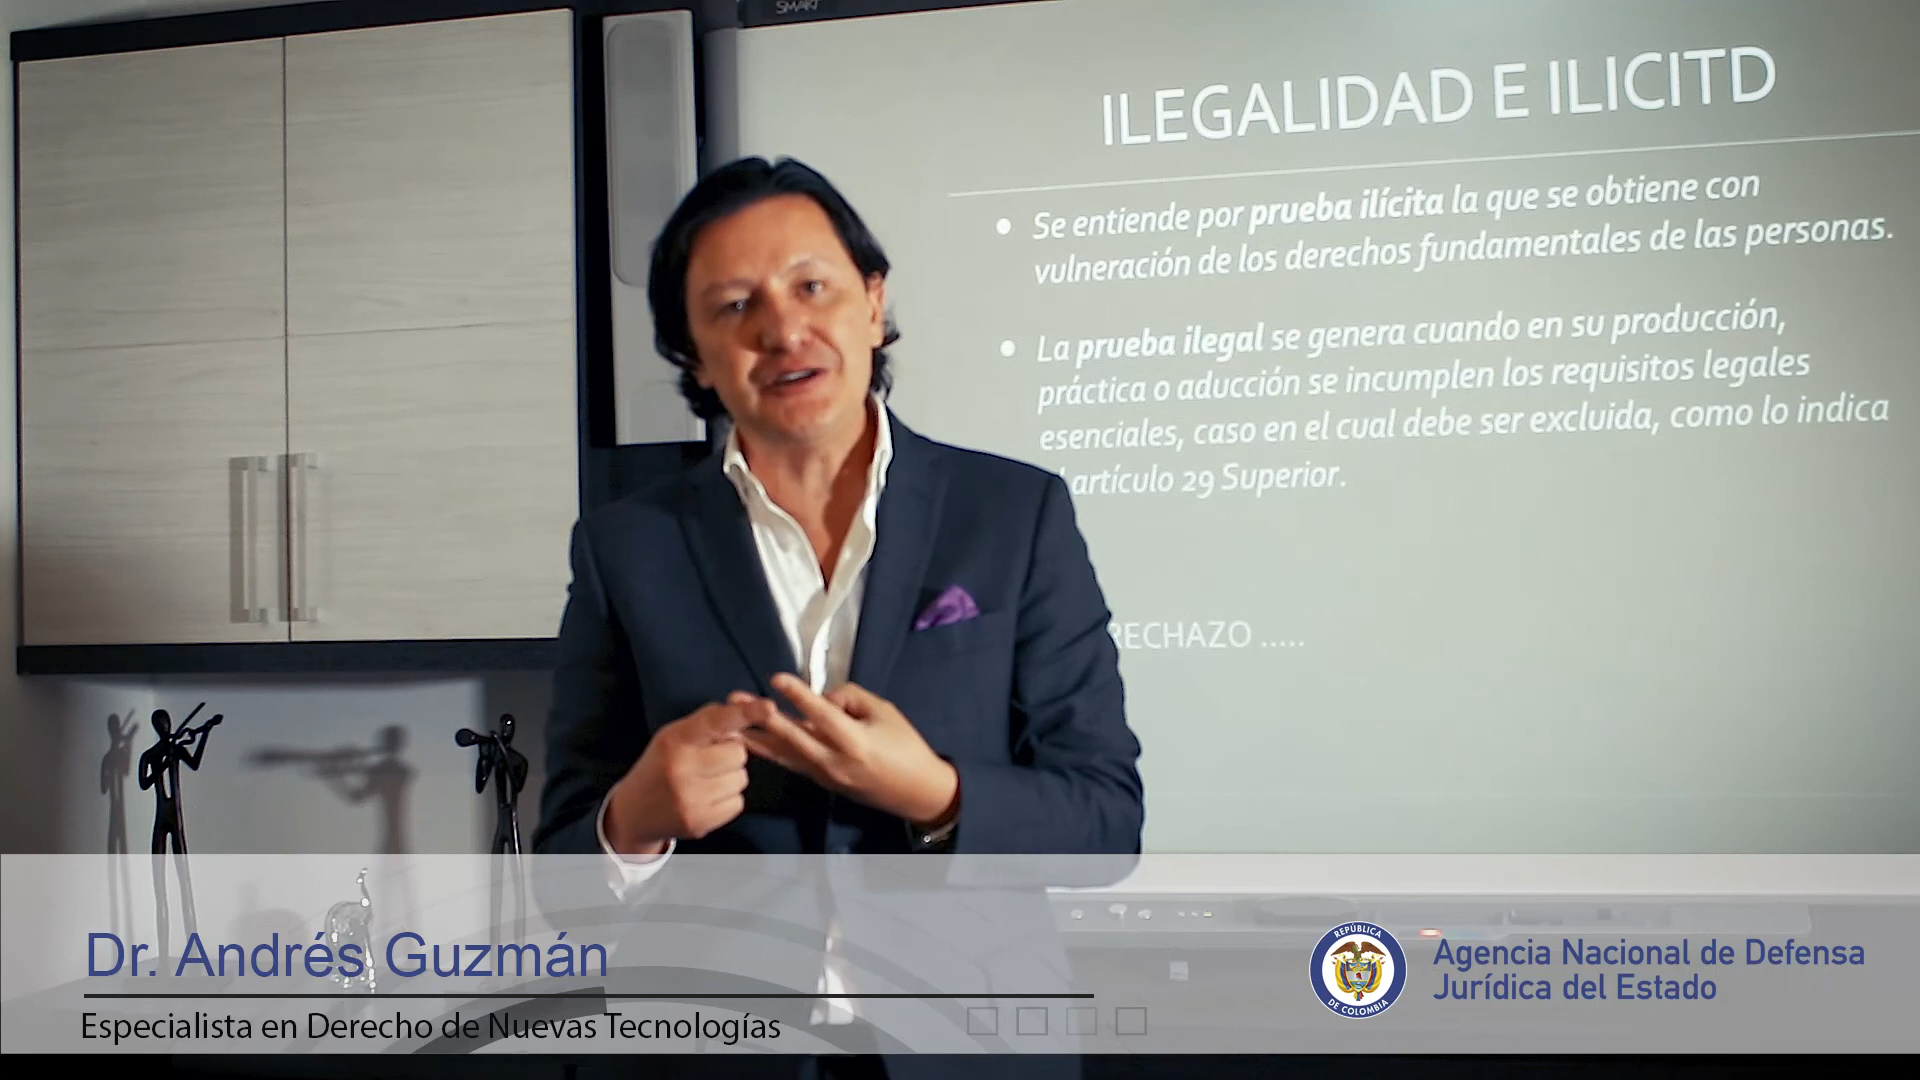 SMART
ILEGALIDAD E ILICITD
• Se entiende por prueba ilícita la que se obtiene con
vulneración de los derechos fundamentales de las personas.
• La prueba ilegal se genera cuando en su producción,
práctica o aducción se incumplen los requisitos legales
esenciales, caso en el cual debe ser excluida, como lo indica
artículo 29 Superior.
RECHAZO .....
Dr. Andrés Guzmán
Especialista en Derecho de Nuevas Tecnologías
REPÚBLICA
DE COLOMBIA
Agencia Nacional de Defensa
Jurídica del Estado